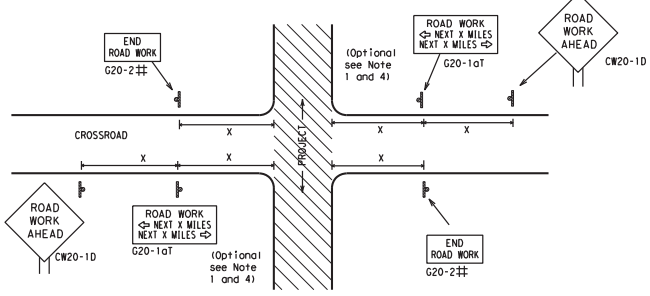 ROAD
WORK
AHEAD
CW20-1D
ROAD WORK
⇦ NEXT X MILES
NEXT X MILES ⇨
G20-1aT
(Optional
see Note
1 and 4)
END
ROAD WORK
G20-2#
X
X
X
CROSSROAD
PROJECT
X
X
X
ROAD
WORK
AHEAD
CW20-1D
ROAD WORK
⇦ NEXT X MILES
NEXT X MILES ⇨
G20-1aT
(Optional
see Note
1 and 4)
END
ROAD WORK
G20-2#